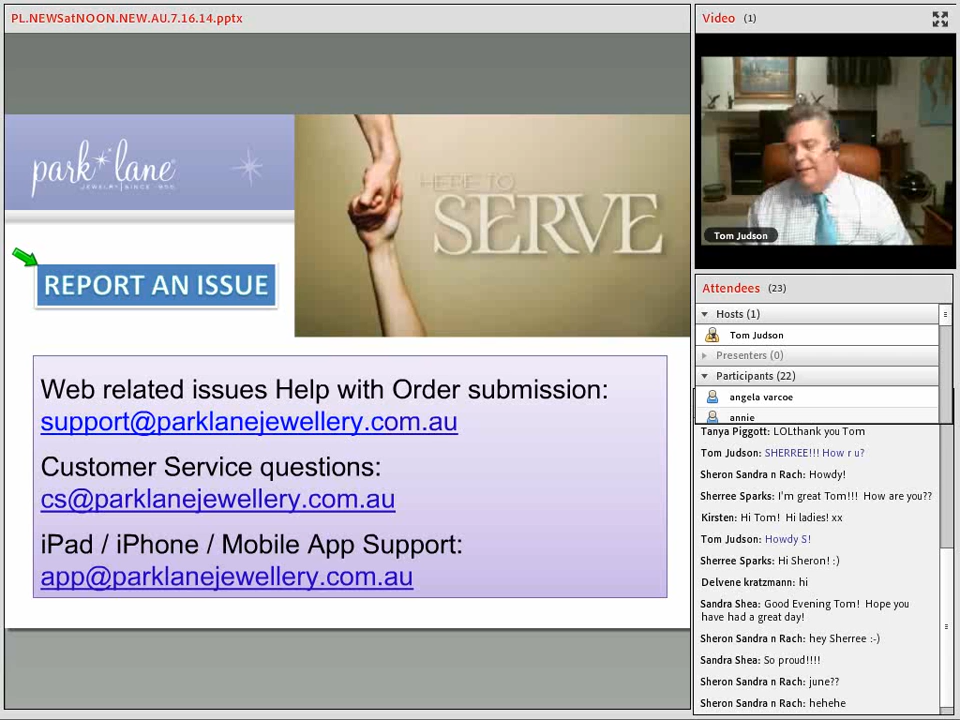 PL.NEWSatNOON.NEW.AU.7.16.14.pptx
park lane
JEWELRY
HERE TO
SERVE
REPORT AN ISSUE
Web related issues Help with Order submission:
support@parklanejewellery.com.au
Customer Service questions:
cs@parklanejewellery.com.au
iPad / iPhone / Mobile App Support:
app@parklanejewellery.com.au
Video (1)
Tom Judson
Attendees (23)
Hosts (1)
Tom Judson
Presenters (0)
Participants (22)
angela varcoe
annie
Tanya Piggott: LOLthank you Tom
Tom Judson: SHERREE!!! How r u?
Sheron Sandra n Rach: Howdy!
Sherree Sparks: I'm great Tom!!! How are you??
Kirsten: Hi Tom! Hi ladies! xx
Tom Judson: Howdy S!
Sherree Sparks: Hi Sheron! :)
Delvene kratzmann: hi
Sandra Shea: Good Evening Tom! Hope you
have had a great day!
Sheron Sandra n Rach: hey Sherree :-)
Sandra Shea: So proud!!!!
Sheron Sandra n Rach: june??
Sheron Sandra n Rach: hehehe